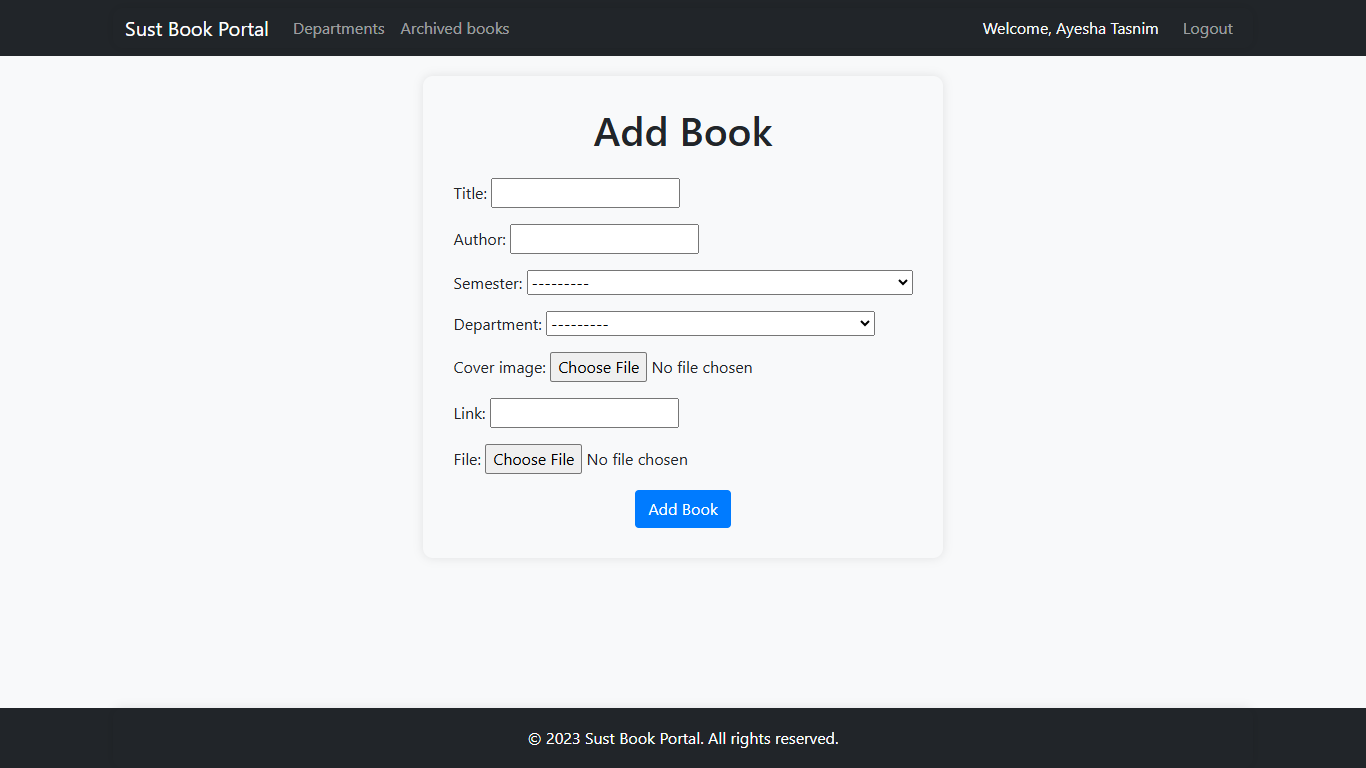 Sust Book Portal Departments Archived books Welcome, Ayesha Tasnim Logout
Add Book
Title:
Author:
Semester: ---------
Department: ---------
Cover image: Choose File No file chosen
Link:
File: Choose File No file chosen
Add Book
© 2023 Sust Book Portal. All rights reserved.